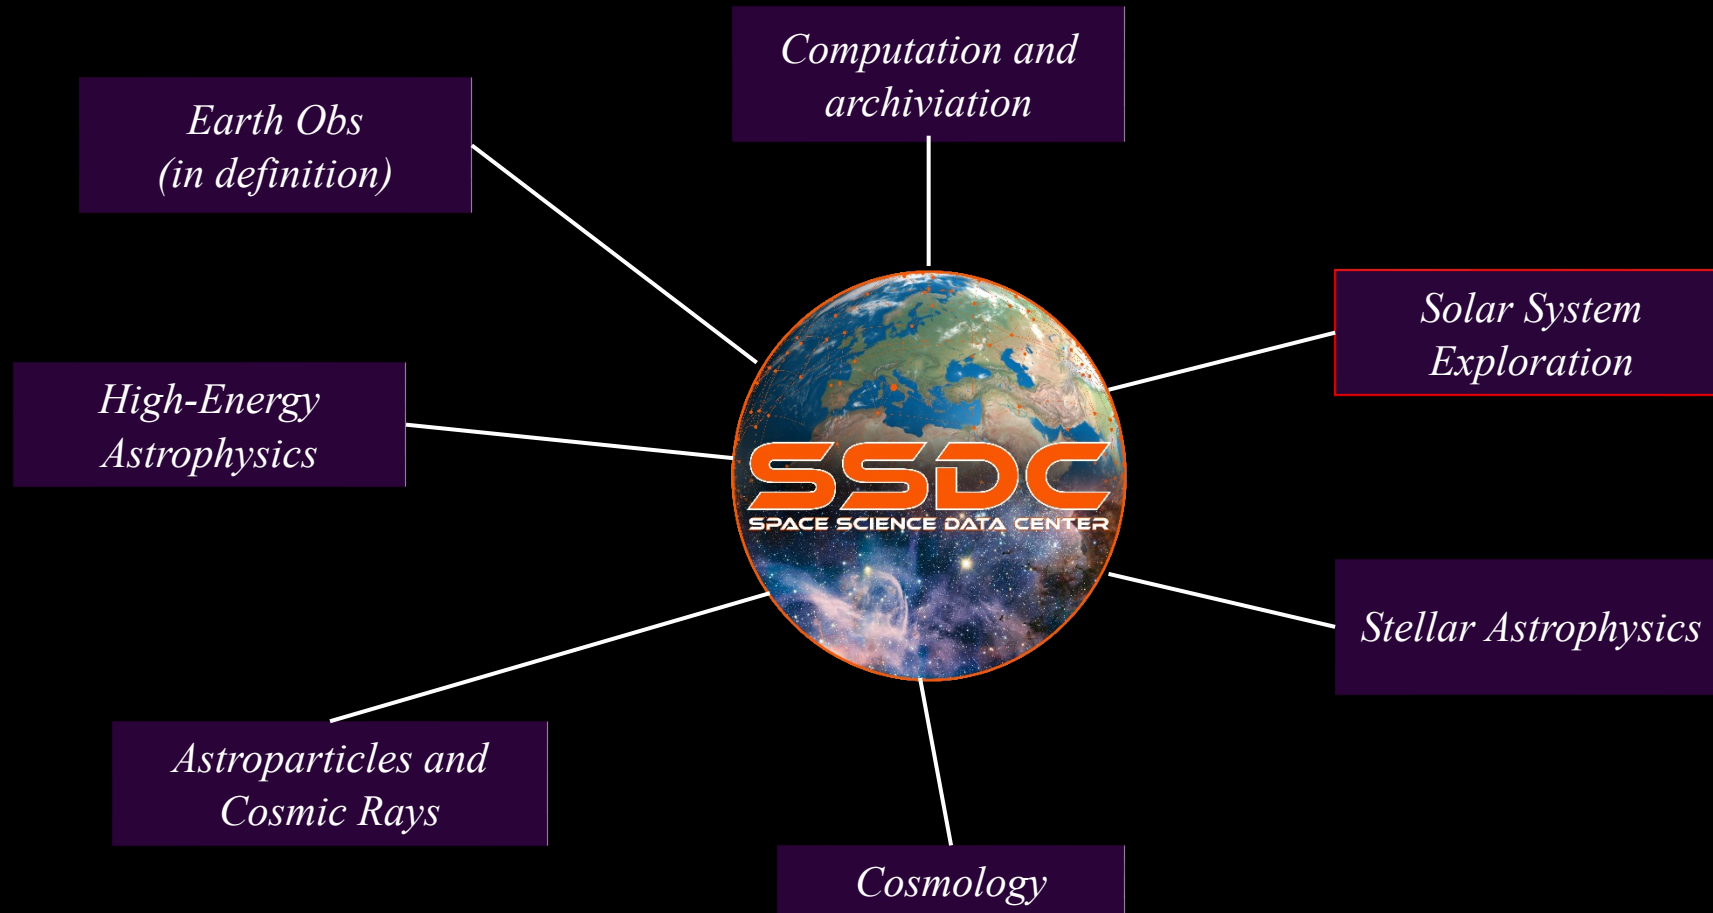 Computation and
archiviation
Earth Obs
(in definition)
Solar System
Exploration
High-Energy
Astrophysics
SSDC
SPACE SCIENCE DATA CENTER
Stellar Astrophysics
Astroparticles and
Cosmic Rays
Cosmology